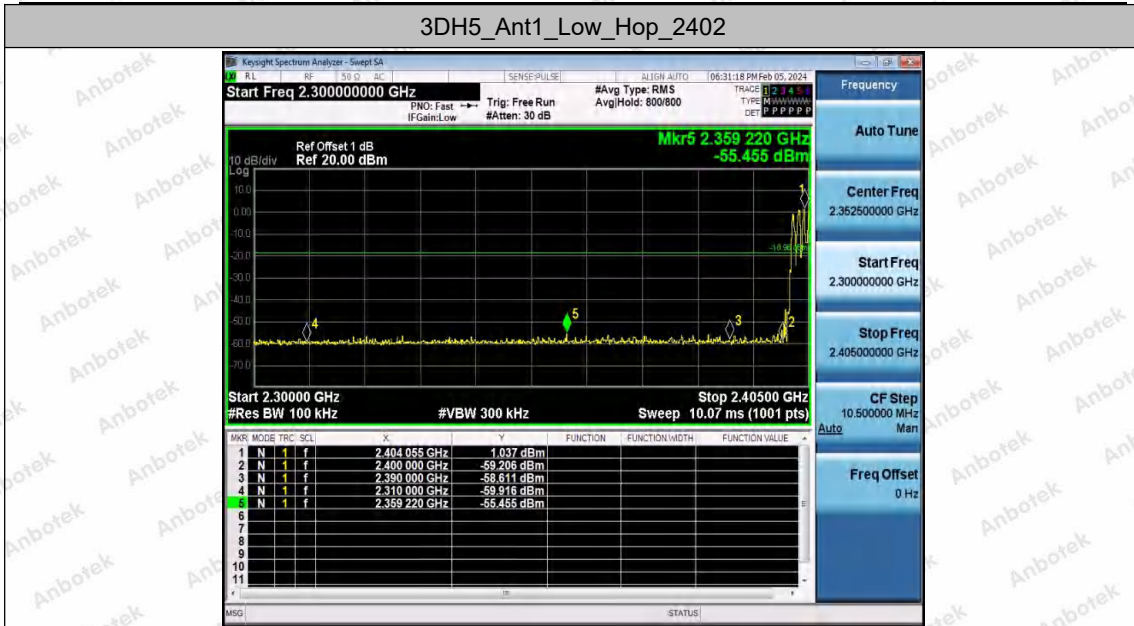 3DH5_Ant1_Low_Hop_2402
Keysight Spectrum Analyzer - Swept SA
RL RF 50 Ω AC SENSE:PULSE ALIGN AUTO 06:31:18 PM Feb 05, 2024
Start Freq 2.300000000 GHz
PNO: Fast
IFGain:Low
Trig: Free Run
#Atten: 30 dB
#Avg Type: RMS
Avg|Hold: 800/800
TRACE 1 2 3 4 5 6
TYPE MWWWWW
DET P P P P P P
Frequency
Auto Tune
Center Freq
2.352500000 GHz
Start Freq
2.300000000 GHz
Stop Freq
2.405000000 GHz
CF Step
10.500000 MHz
Auto Man
Freq Offset
0 Hz
Mkr5 2.359 220 GHz
-55.455 dBm
Ref Offset 1 dB
10 dB/div Ref 20.00 dBm
Log
10.0
0.00
-10.0
-20.0
-30.0
-40.0
-50.0
-60.0
-70.0
1
2
3
4
5
Start 2.30000 GHz Stop 2.40500 GHz
#Res BW 100 kHz #VBW 300 kHz Sweep 10.07 ms (1001 pts)
MKR MODE TRC SCL X Y FUNCTION FUNCTION WIDTH FUNCTION VALUE
1 N 1 f 2.404 055 GHz 1.037 dBm
2 N 1 f 2.400 000 GHz -59.206 dBm
3 N 1 f 2.390 000 GHz -58.611 dBm
4 N 1 f 2.310 000 GHz -59.916 dBm
5 N 1 f 2.359 220 GHz -55.455 dBm
6
7
8
9
10
11
MSG STATUS
Anbotek